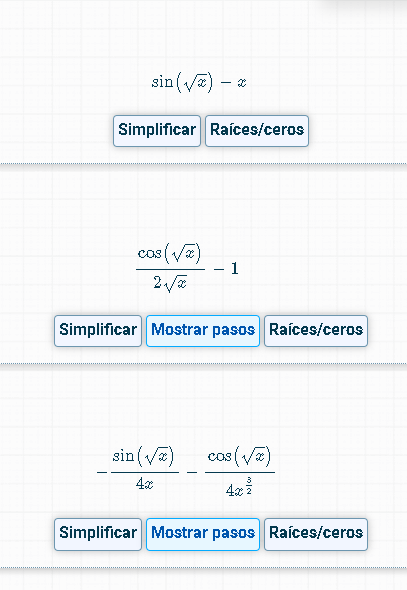 sin(√x) − x
Simplificar Raíces/ceros
cos(√x) / 2√x − 1
Simplificar Mostrar pasos Raíces/ceros
− sin(√x) / 4x − cos(√x) / 4x^(3/2)
Simplificar Mostrar pasos Raíces/ceros